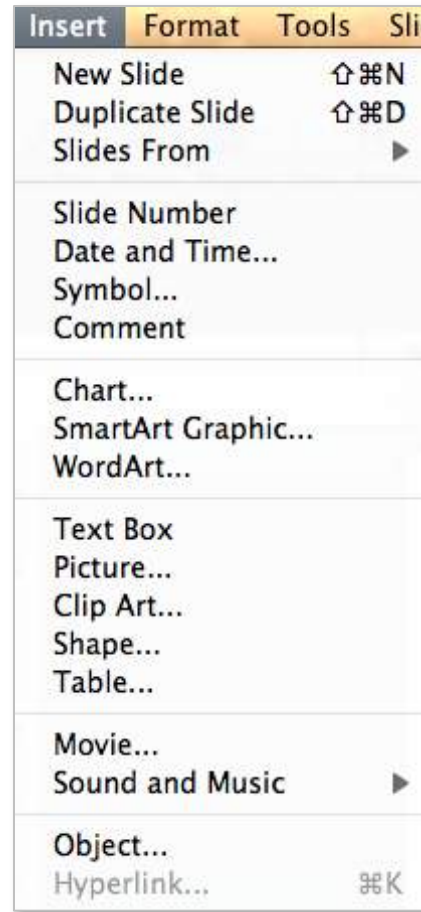 Insert Format Tools Sli
New Slide ⇧⌘N
Duplicate Slide ⇧⌘D
Slides From ▶
Slide Number
Date and Time...
Symbol...
Comment
Chart...
SmartArt Graphic...
WordArt...
Text Box
Picture...
Clip Art...
Shape...
Table...
Movie...
Sound and Music ▶
Object...
Hyperlink... ⌘K